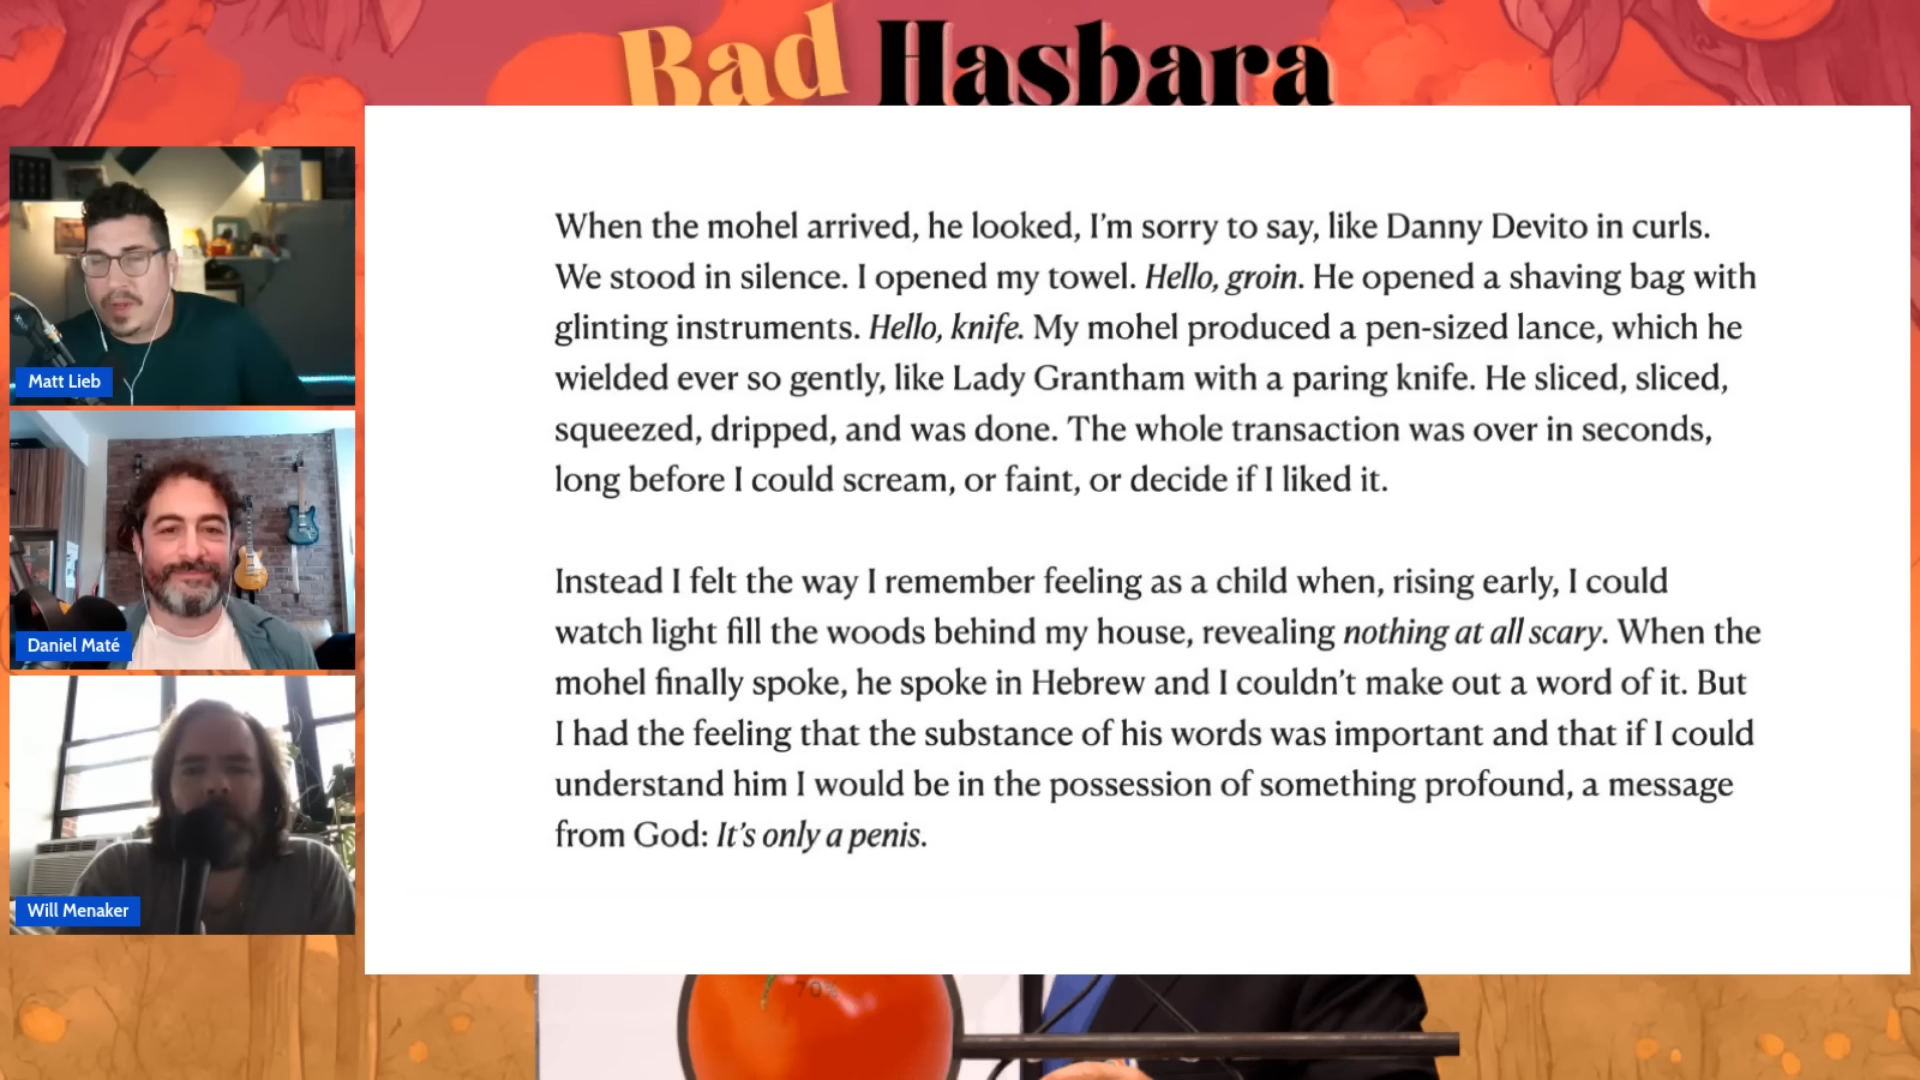 Bad Hasbara
When the mohel arrived, he looked, I’m sorry to say, like Danny Devito in curls.
We stood in silence. I opened my towel. Hello, groin. He opened a shaving bag with
glinting instruments. Hello, knife. My mohel produced a pen-sized lance, which he
wielded ever so gently, like Lady Grantham with a paring knife. He sliced, sliced,
squeezed, dripped, and was done. The whole transaction was over in seconds,
long before I could scream, or faint, or decide if I liked it.
Instead I felt the way I remember feeling as a child when, rising early, I could
watch light fill the woods behind my house, revealing nothing at all scary. When the
mohel finally spoke, he spoke in Hebrew and I couldn’t make out a word of it. But
I had the feeling that the substance of his words was important and that if I could
understand him I would be in the possession of something profound, a message
from God: It’s only a penis.
Matt Lieb
Daniel Maté
Will Menaker
70%